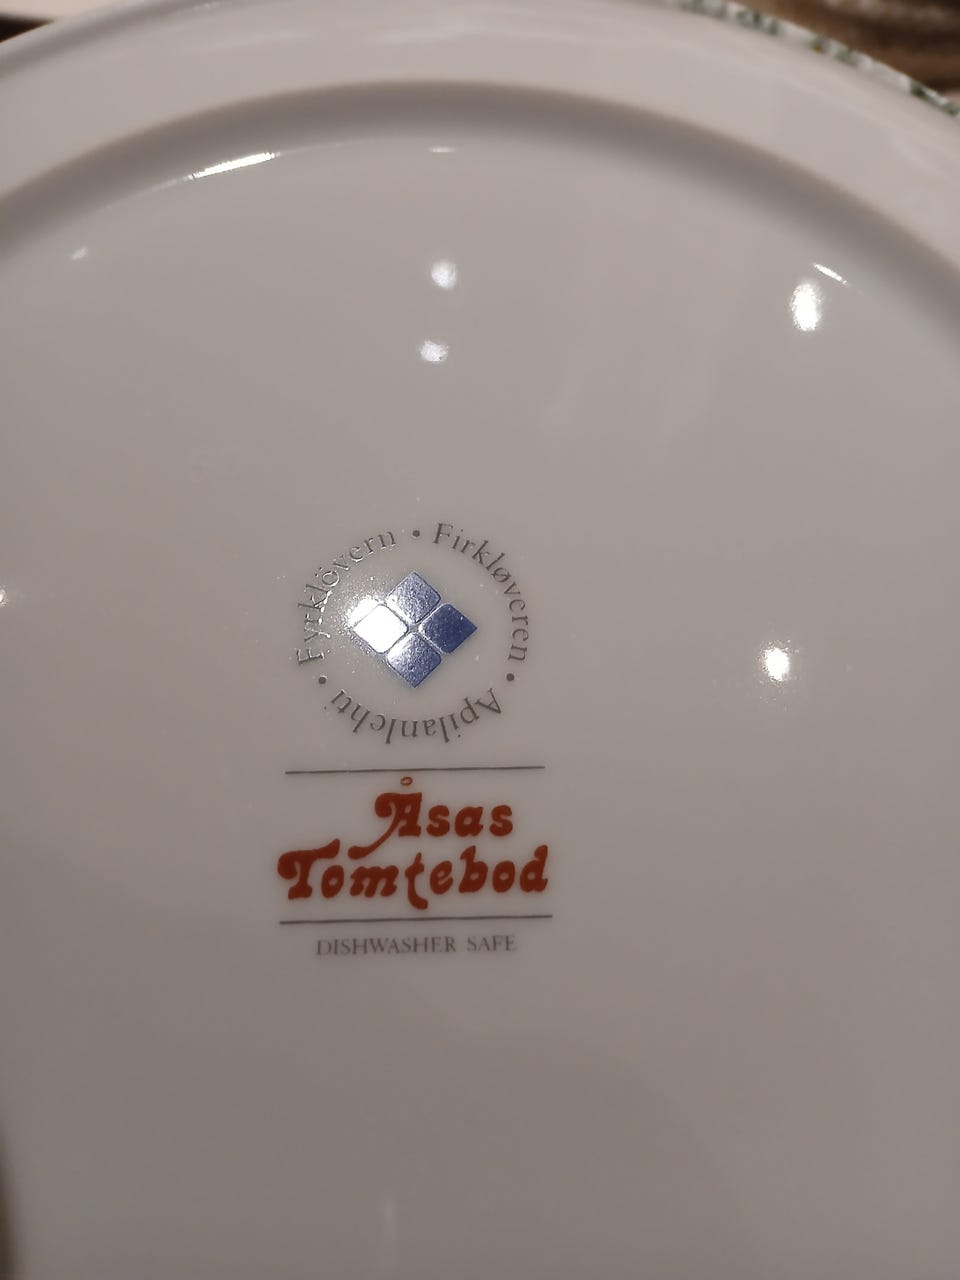 Fyrklövern • Firkløveren • Apilanlehti •
Åsas
Tomtebod
DISHWASHER SAFE